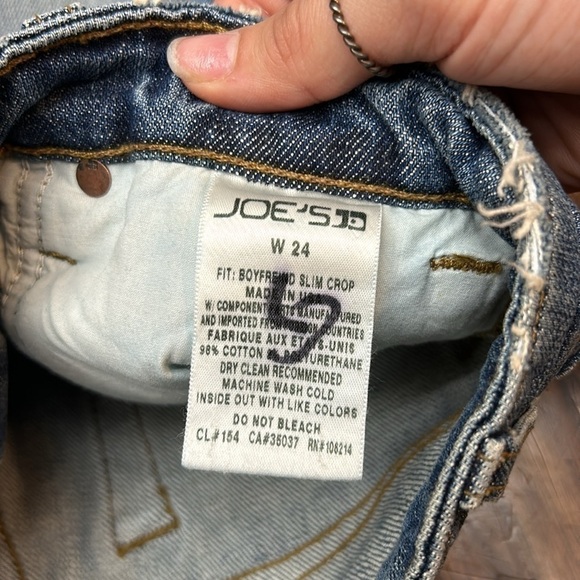 JOE'S
W 24
FIT: BOYFRIEND SLIM CROP
MADE IN
W/ COMPONENT MANUFACTURED
AND IMPORTED FROM COUNTRIES
FABRIQUE AUX ETATS-UNIS
98% COTTON
DRY CLEAN RECOMMENDED
MACHINE WASH COLD
INSIDE OUT WITH LIKE COLORS
DO NOT BLEACH
CL#154 CA#35037 RN#106214